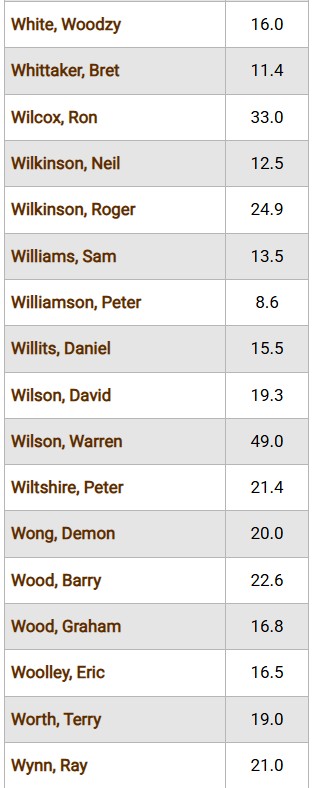 White, Woodzy 16.0
Whittaker, Bret 11.4
Wilcox, Ron 33.0
Wilkinson, Neil 12.5
Wilkinson, Roger 24.9
Williams, Sam 13.5
Williamson, Peter 8.6
Willits, Daniel 15.5
Wilson, David 19.3
Wilson, Warren 49.0
Wiltshire, Peter 21.4
Wong, Demon 20.0
Wood, Barry 22.6
Wood, Graham 16.8
Woolley, Eric 16.5
Worth, Terry 19.0
Wynn, Ray 21.0